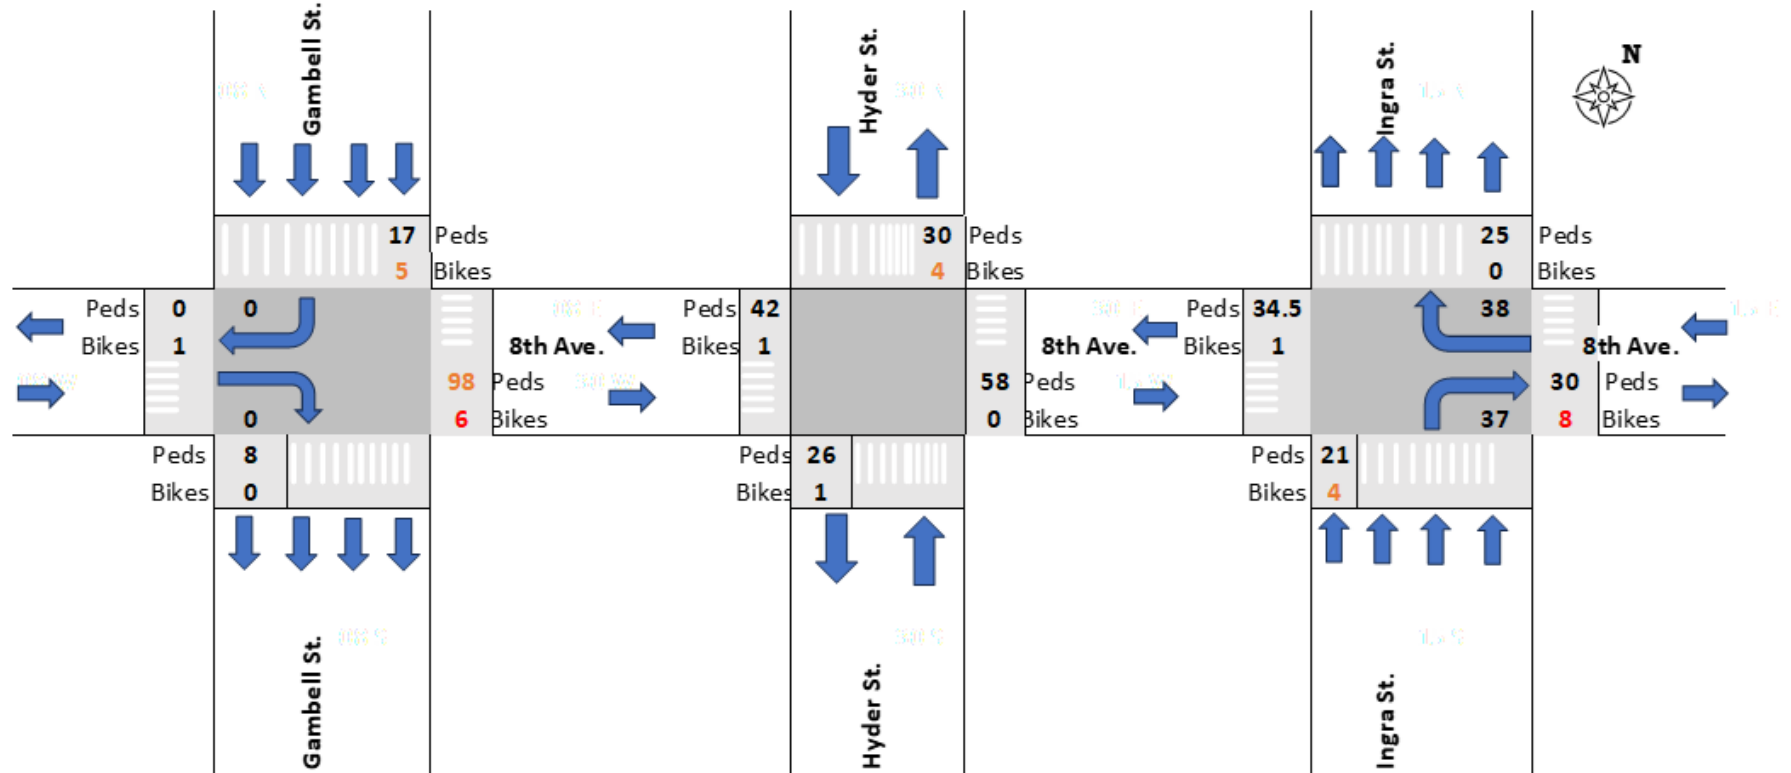 Gambell St.
Hyder St.
Ingra St.
N
17 Peds
5 Bikes
30 Peds
4 Bikes
25 Peds
0 Bikes
Peds 0
Bikes 1
0
8th Ave.
98 Peds
6 Bikes
0
Peds 8
Bikes 0
Peds 42
Bikes 1
8th Ave.
58 Peds
0 Bikes
Peds 26
Bikes 1
Peds 34.5
Bikes 1
38
8th Ave.
30 Peds
8 Bikes
37
Peds 21
Bikes 4
Gambell St.
Hyder St.
Ingra St.